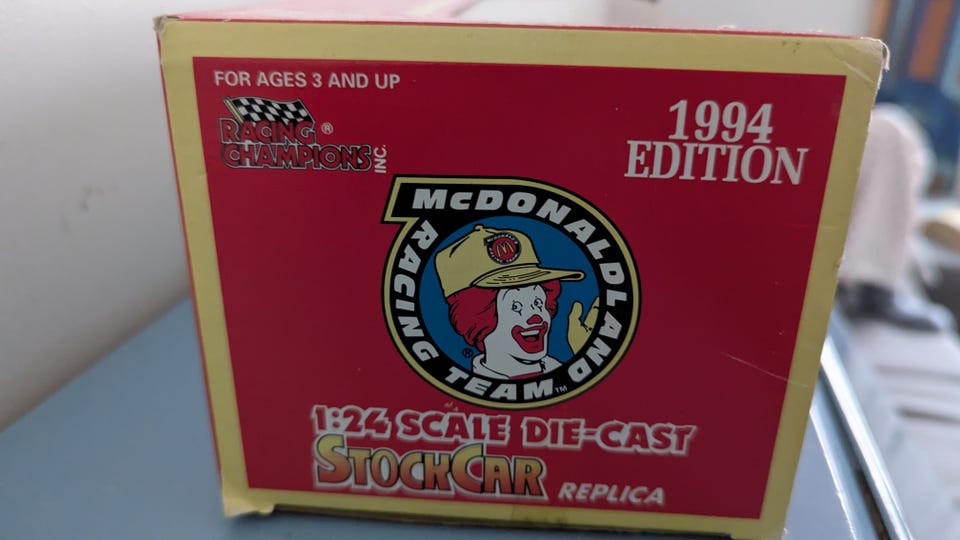 FOR AGES 3 AND UP
RACING ®
CHAMPIONS INC.
1994
EDITION
McDONALDLAND
RACING TEAM™
®
1:24 SCALE DIE-CAST
STOCKCAR REPLICA